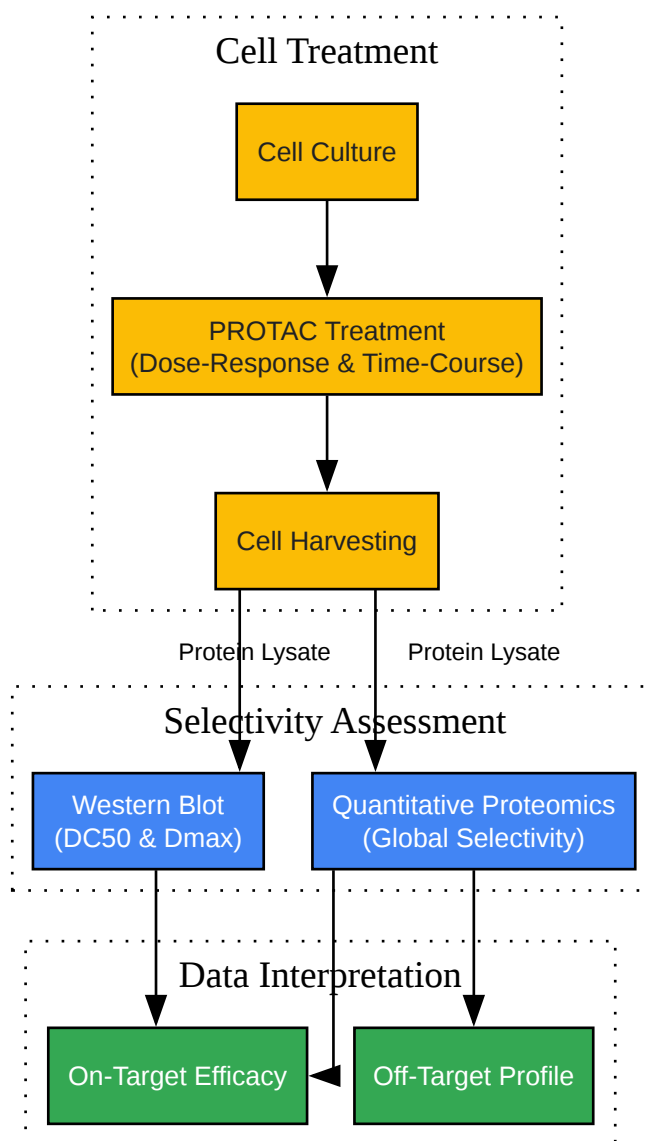 Cell Treatment
Cell Culture
PROTAC Treatment
(Dose-Response & Time-Course)
Cell Harvesting
Protein Lysate
Protein Lysate
Selectivity Assessment
Western Blot
(DC50 & Dmax)
Quantitative Proteomics
(Global Selectivity)
Data Interpretation
On-Target Efficacy
Off-Target Profile